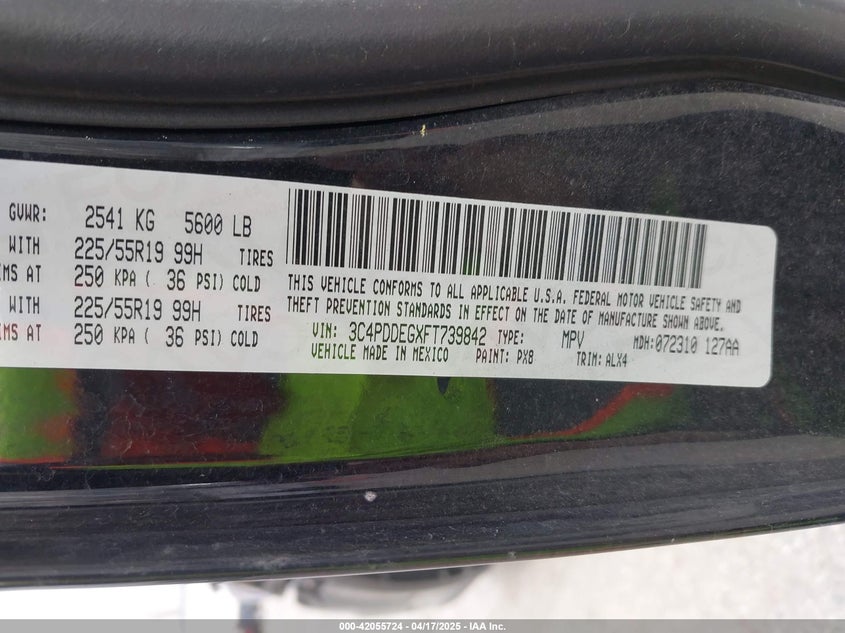 GVWR: 2541 KG 5600 LB
WITH 225/55R19 99H TIRES
IMS AT 250 KPA ( 36 PSI) COLD
WITH 225/55R19 99H TIRES
IMS AT 250 KPA ( 36 PSI) COLD
THIS VEHICLE CONFORMS TO ALL APPLICABLE U.S.A. FEDERAL MOTOR VEHICLE SAFETY AND
THEFT PREVENTION STANDARDS IN EFFECT ON THE DATE OF MANUFACTURE SHOWN ABOVE.
VIN: 3C4PDDEGXFT739842 TYPE: MPV MDH:072310 127AA
VEHICLE MADE IN MEXICO PAINT: PX8 TRIM: ALX4
000-42055724 | 04/17/2025 - IAA Inc.